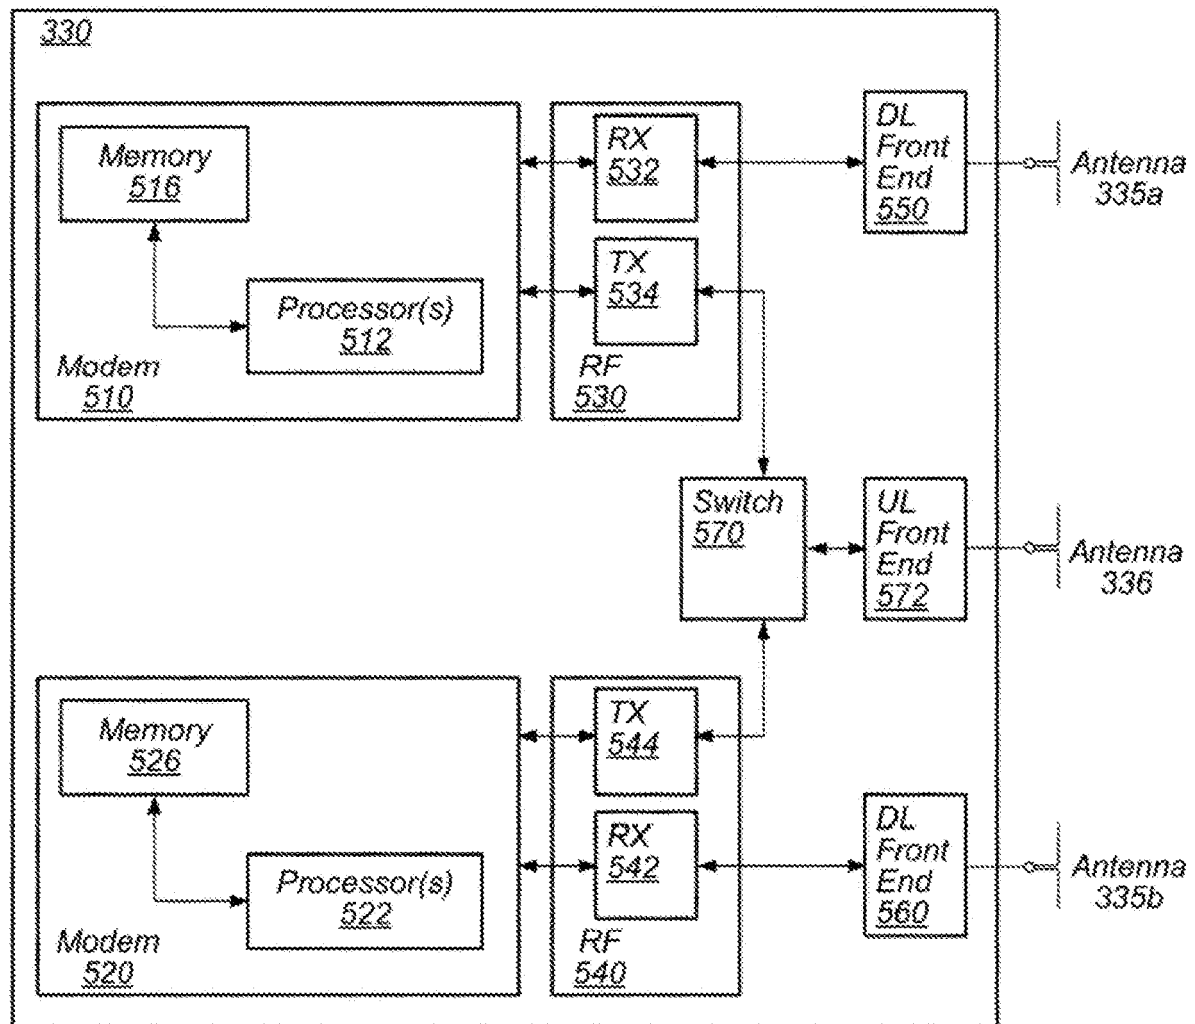 330
Memory
516
Processor(s)
512
Modem
510
RX
532
TX
534
RF
530
DL
Front
End
550
Antenna
335a
Switch
570
UL
Front
End
572
Antenna
336
Memory
526
Processor(s)
522
Modem
520
TX
544
RX
542
RF
540
DL
Front
End
560
Antenna
335b